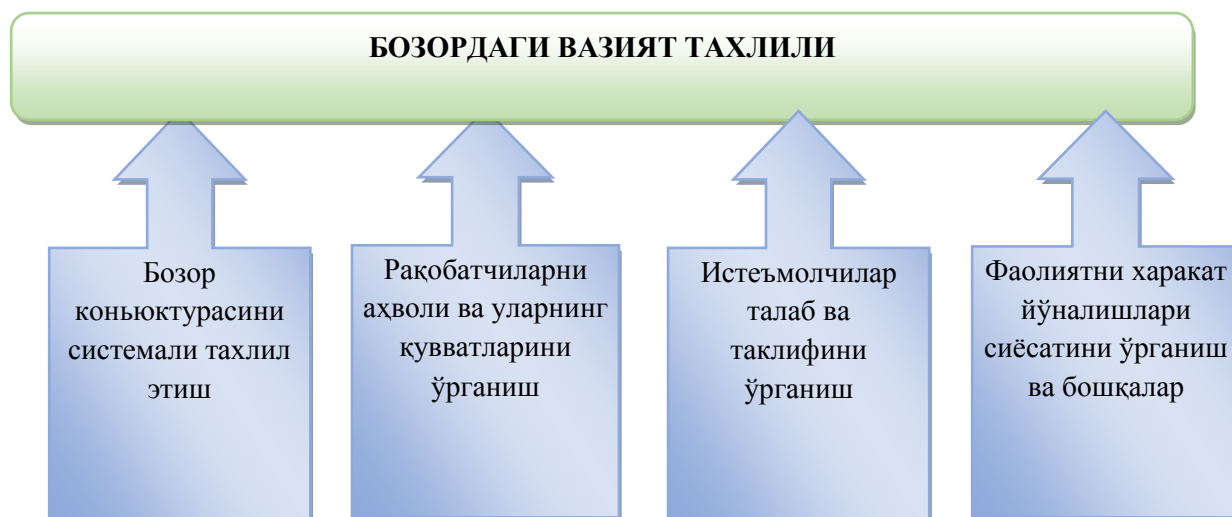 БОЗОРДАГИ ВАЗИЯТ ТАХЛИЛИ
Бозор
коньюктурасини
системали тахлил
этиш
Рақобатчиларни
аҳволи ва уларнинг
қувватларини
ўрганиш
Истеъмолчилар
талаб ва
таклифини
ўрганиш
Фаолиятни харакат
йўналишлари
сиёсатини ўрганиш
ва бошқалар